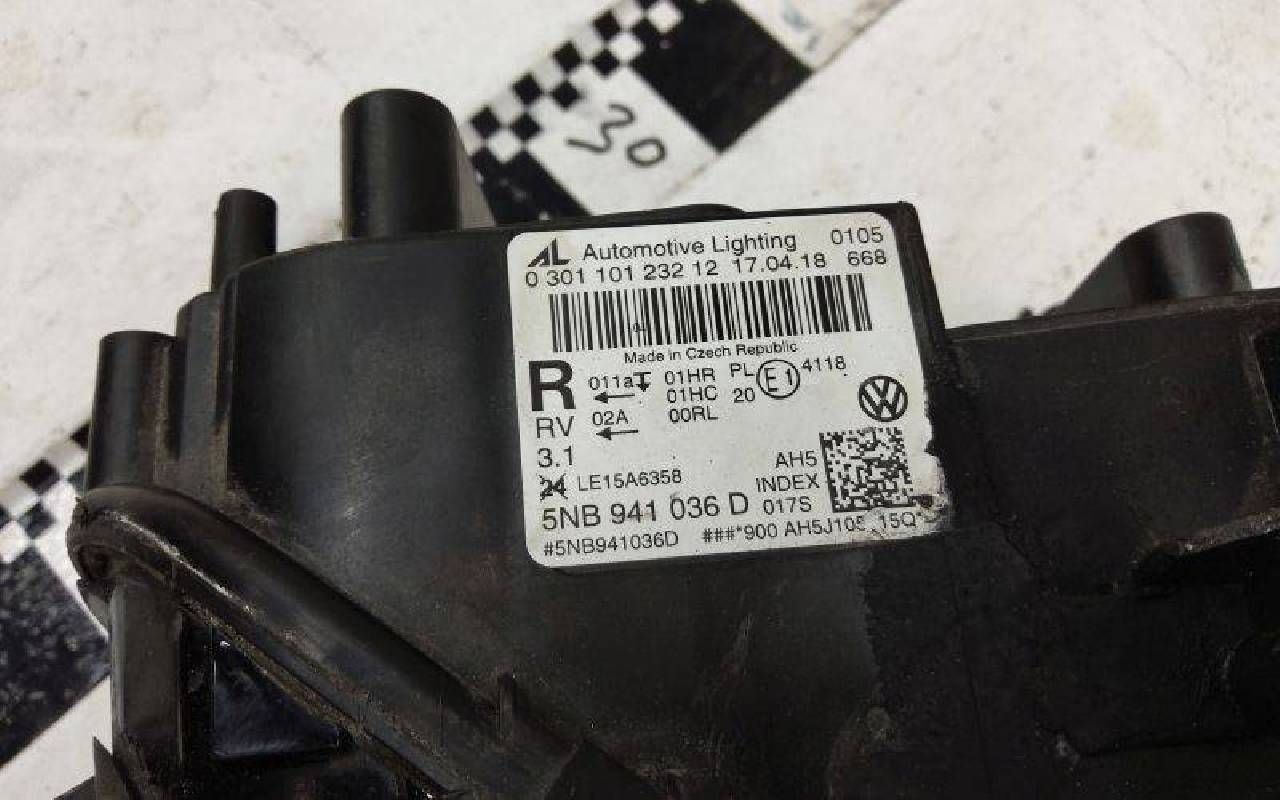 30
AL Automotive Lighting 0105
0 301 101 232 12 17.04.18 668
Made in Czech Republic
R 011a 01HR PL E1 4118
01HC 20
RV 02A 00RL
3.1
24 LE15A6358 AH5
INDEX
5NB 941 036 D 017S
#5NB941036D ###*900 AH5J105 15Q*